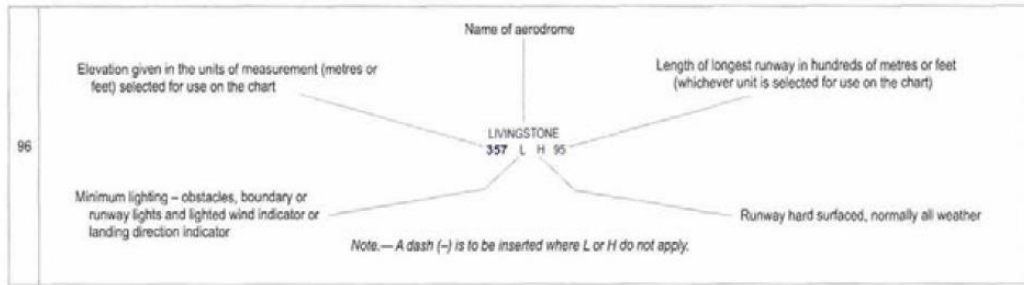 Name of aerodrome
Elevation given in the units of measurement (metres or
feet) selected for use on the chart
Length of longest runway in hundreds of metres or feet
(whichever unit is selected for use on the chart)
96
LIVINGSTONE
357 L H 95
Minimum lighting – obstacles, boundary or
runway lights and lighted wind indicator or
landing direction indicator
Runway hard surfaced, normally all weather
Note.— A dash (–) is to be inserted where L or H do not apply.